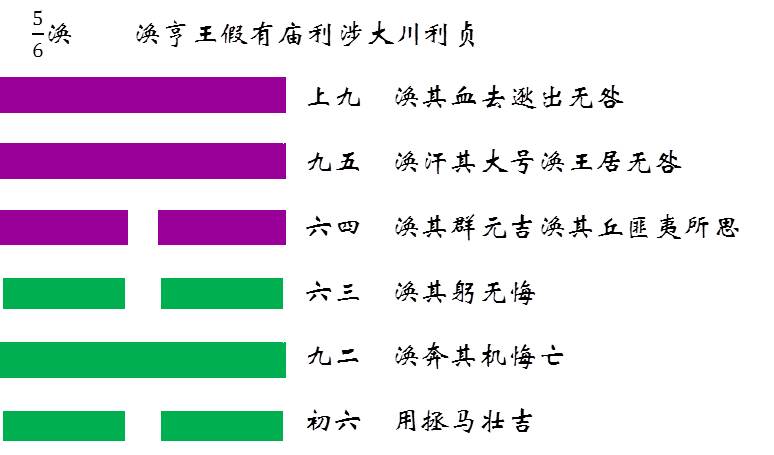 5/6涣 涣亨王假有庙利涉大川利贞
上九 涣其血去逖出无咎
九五 涣汗其大号涣王居无咎
六四 涣其群元吉涣其丘匪夷所思
六三 涣其躬无悔
九二 涣奔其机悔亡
初六 用拯马壮吉